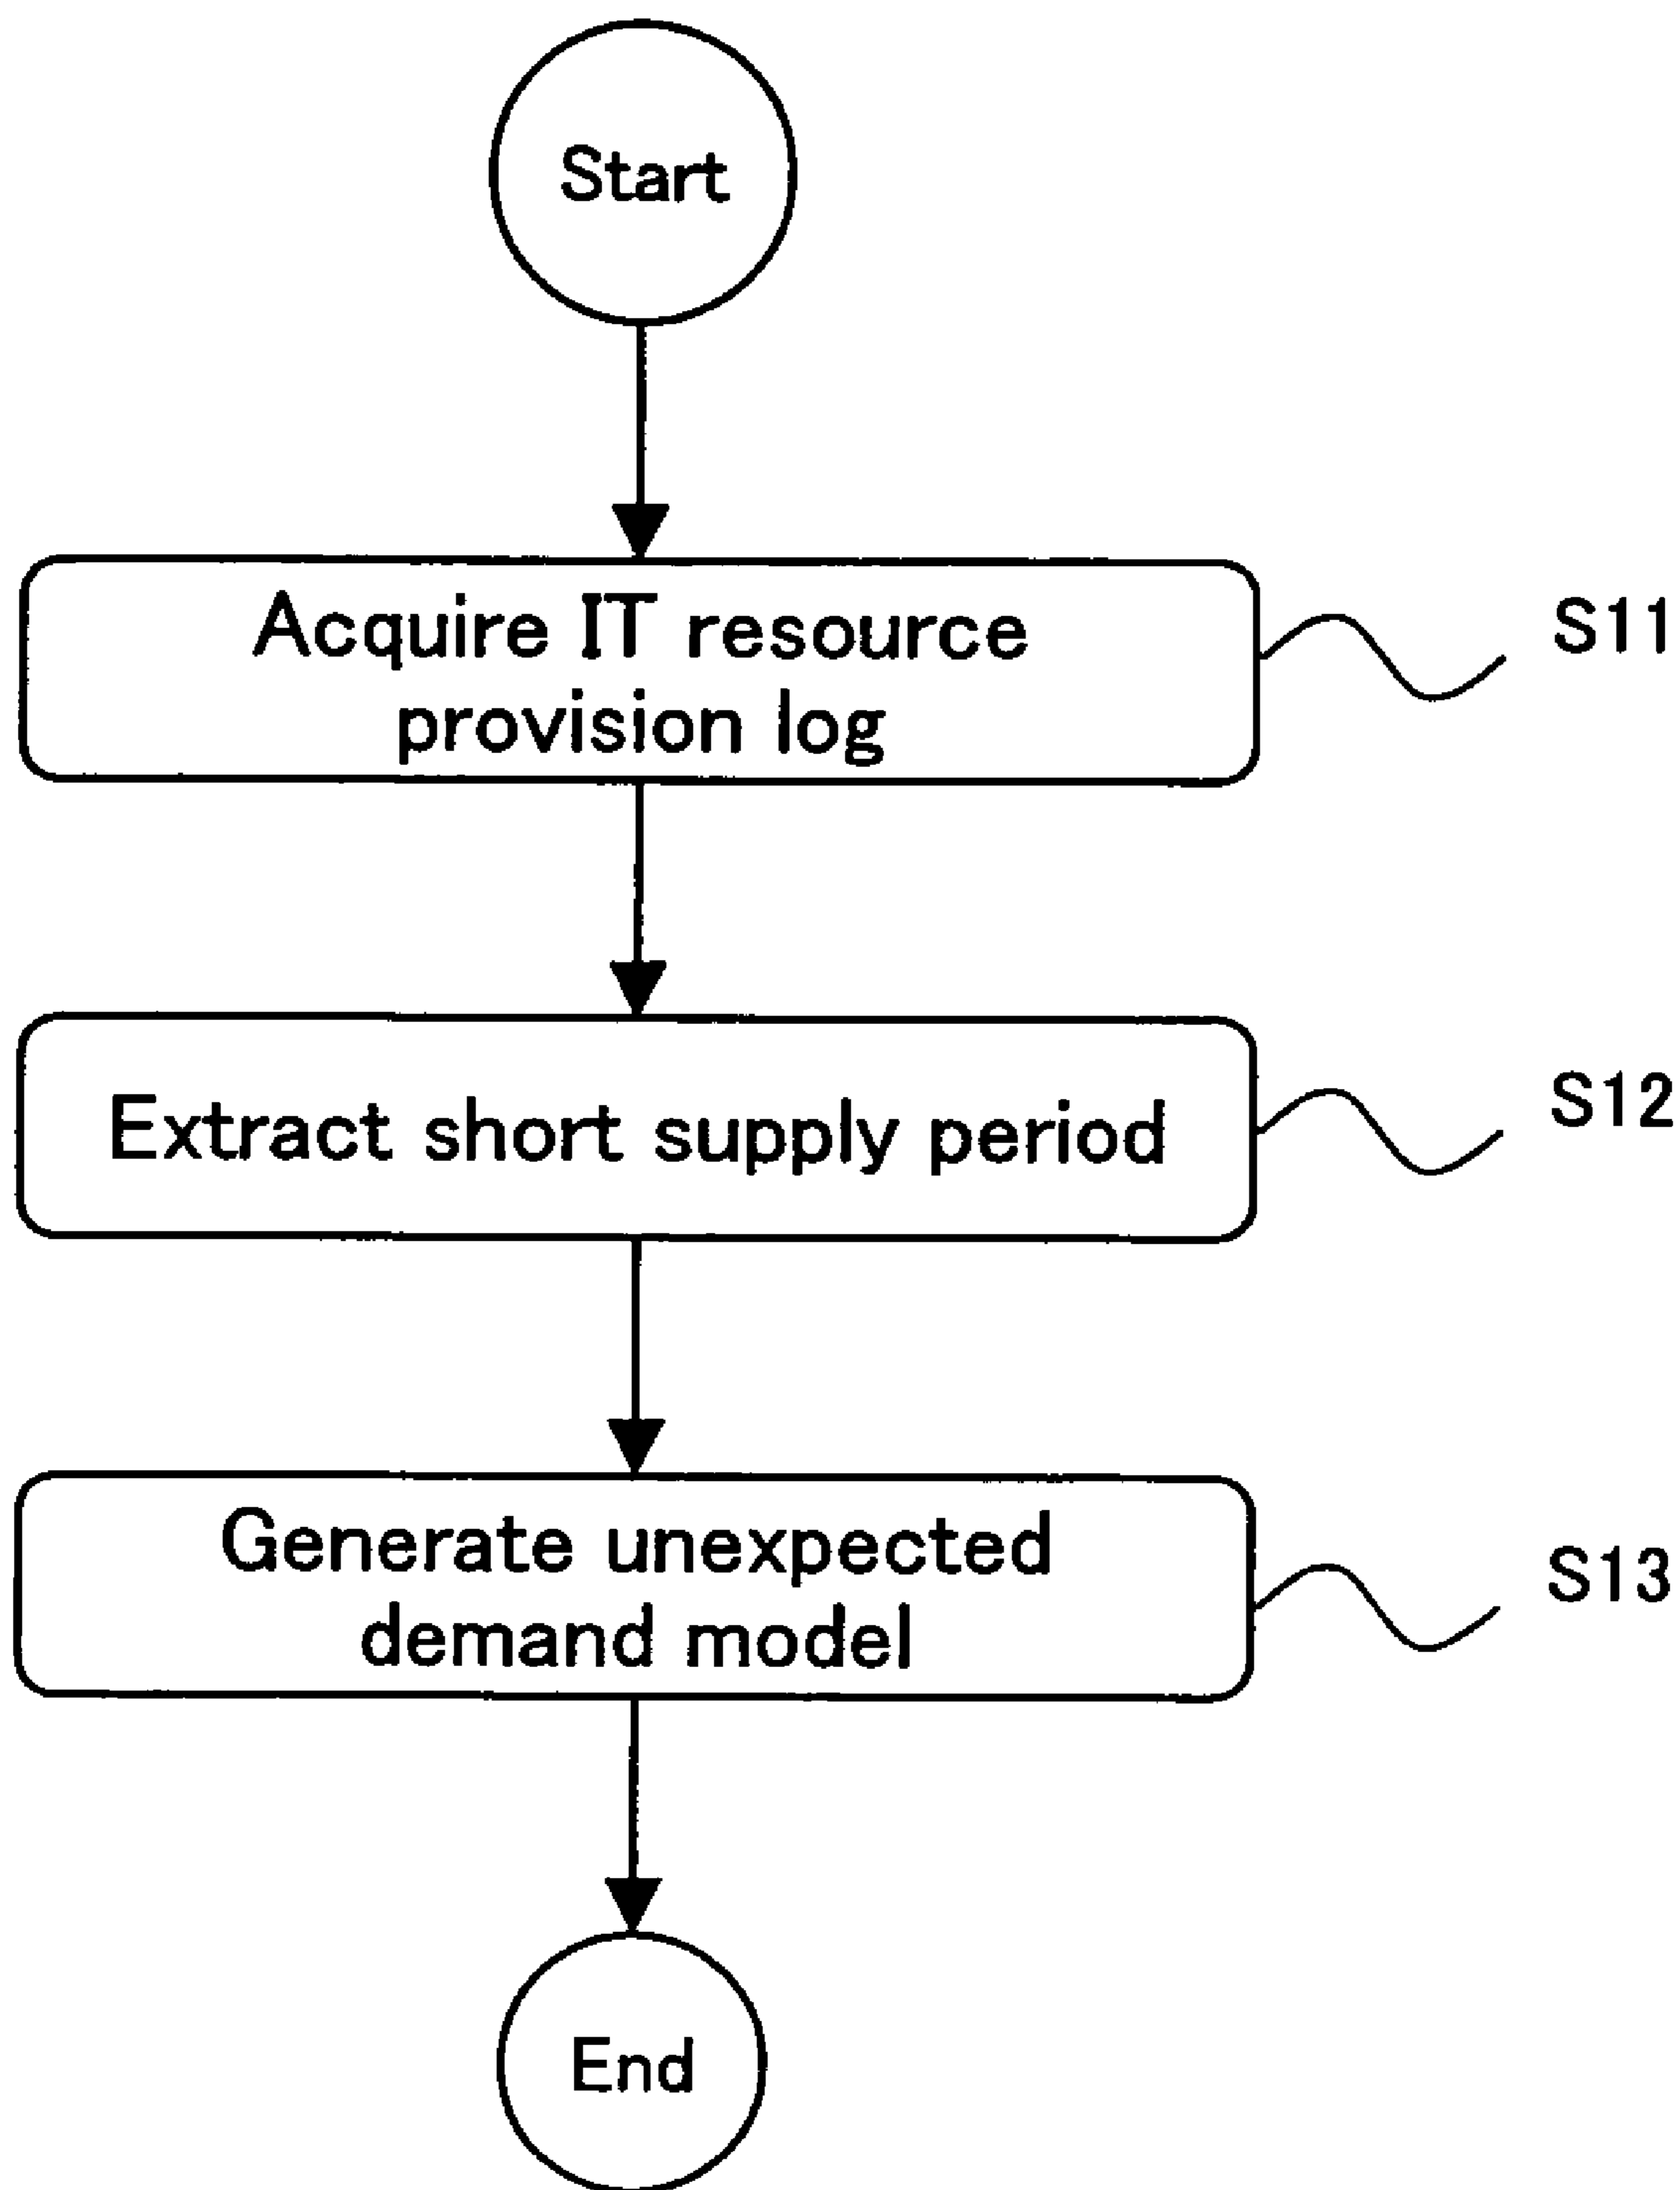 Start
Acquire IT resource
provision log
S11
Extract short supply period
S12
Generate unexpected
demand model
S13
End